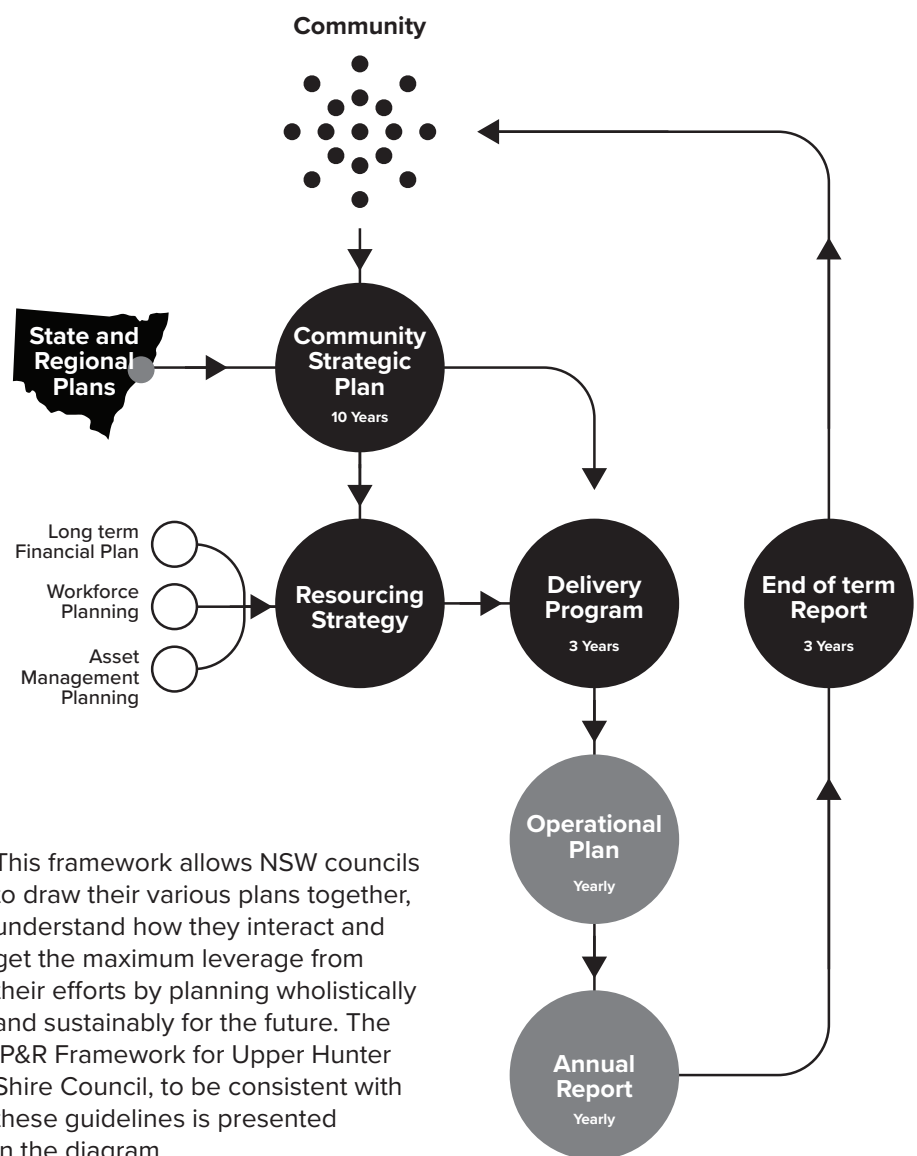 Community
State and
Regional
Plans
Community
Strategic
Plan
10 Years
Long term
Financial Plan
Workforce
Planning
Asset
Management
Planning
Resourcing
Strategy
Delivery
Program
3 Years
End of term
Report
3 Years
Operational
Plan
Yearly
Annual
Report
Yearly
This framework allows NSW councils
to draw their various plans together,
understand how they interact and
get the maximum leverage from
their efforts by planning wholistically
and sustainably for the future. The
IP&R Framework for Upper Hunter
Shire Council, to be consistent with
these guidelines is presented
in the diagram